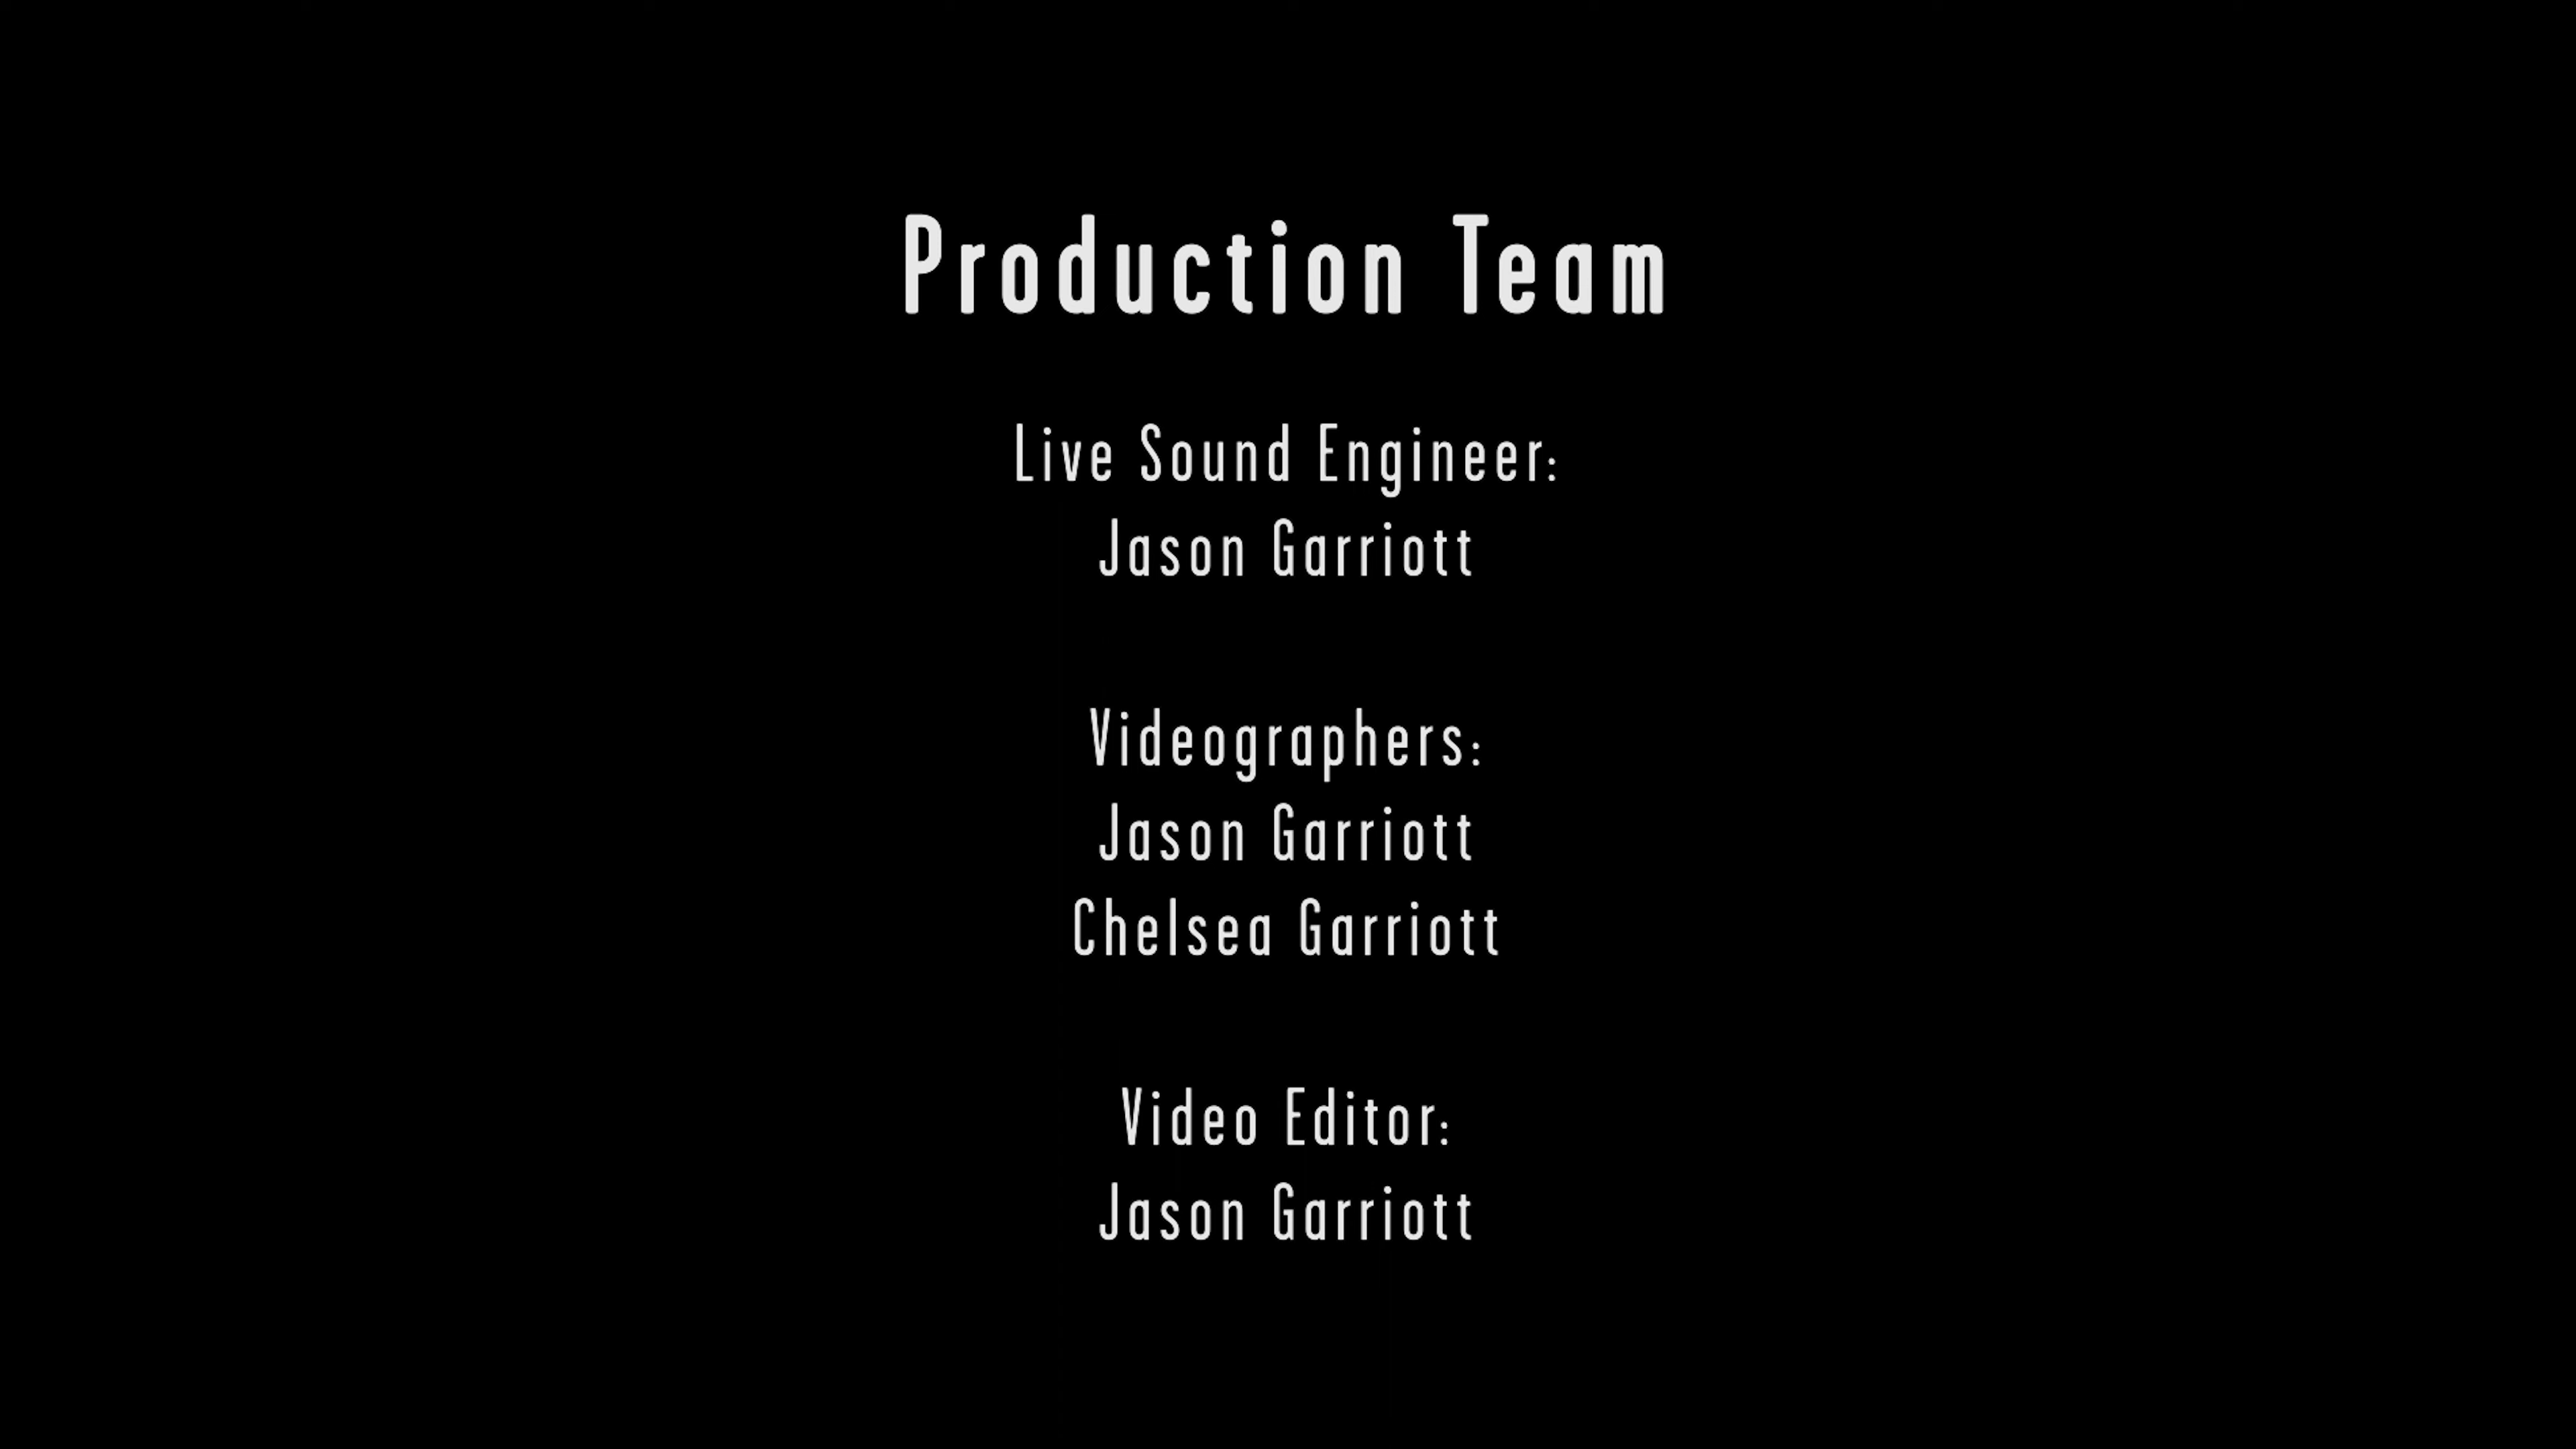 Production Team
Live Sound Engineer:
Jason Garriott
Videographers:
Jason Garriott
Chelsea Garriott
Video Editor:
Jason Garriott